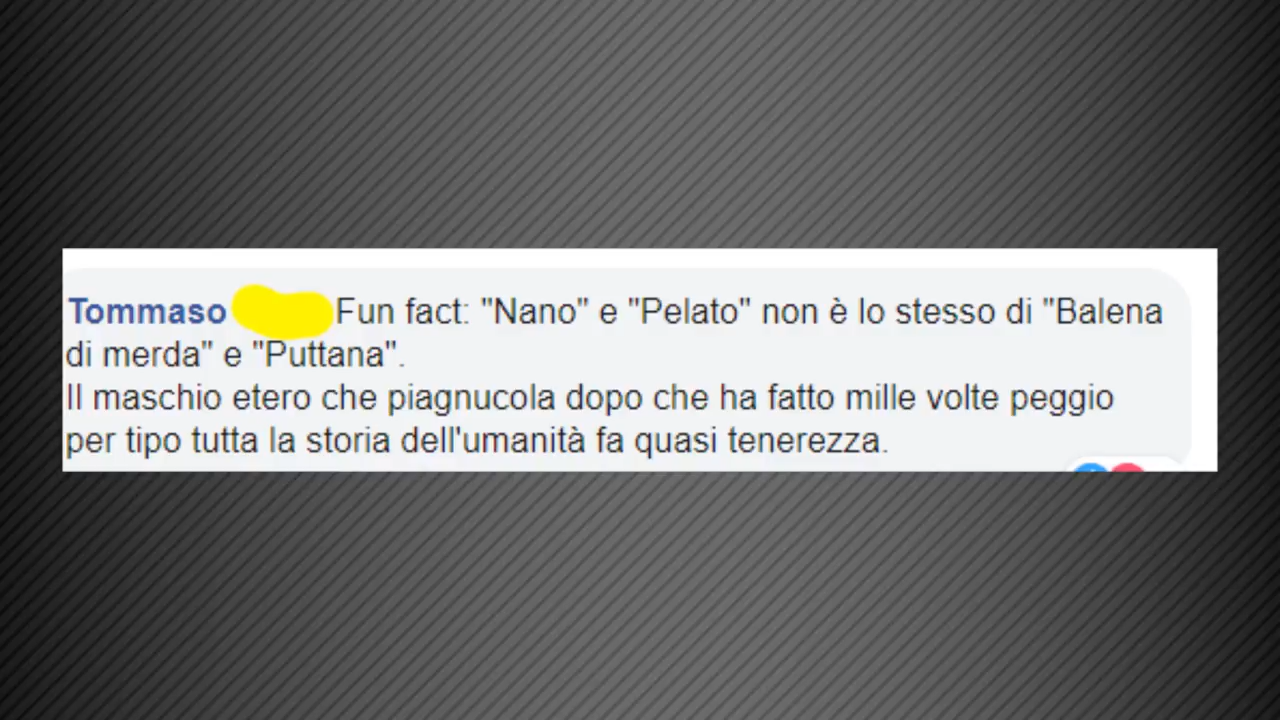 Tommaso Fun fact: "Nano" e "Pelato" non è lo stesso di "Balena
di merda" e "Puttana".
Il maschio etero che piagnucola dopo che ha fatto mille volte peggio
per tipo tutta la storia dell'umanità fa quasi tenerezza.